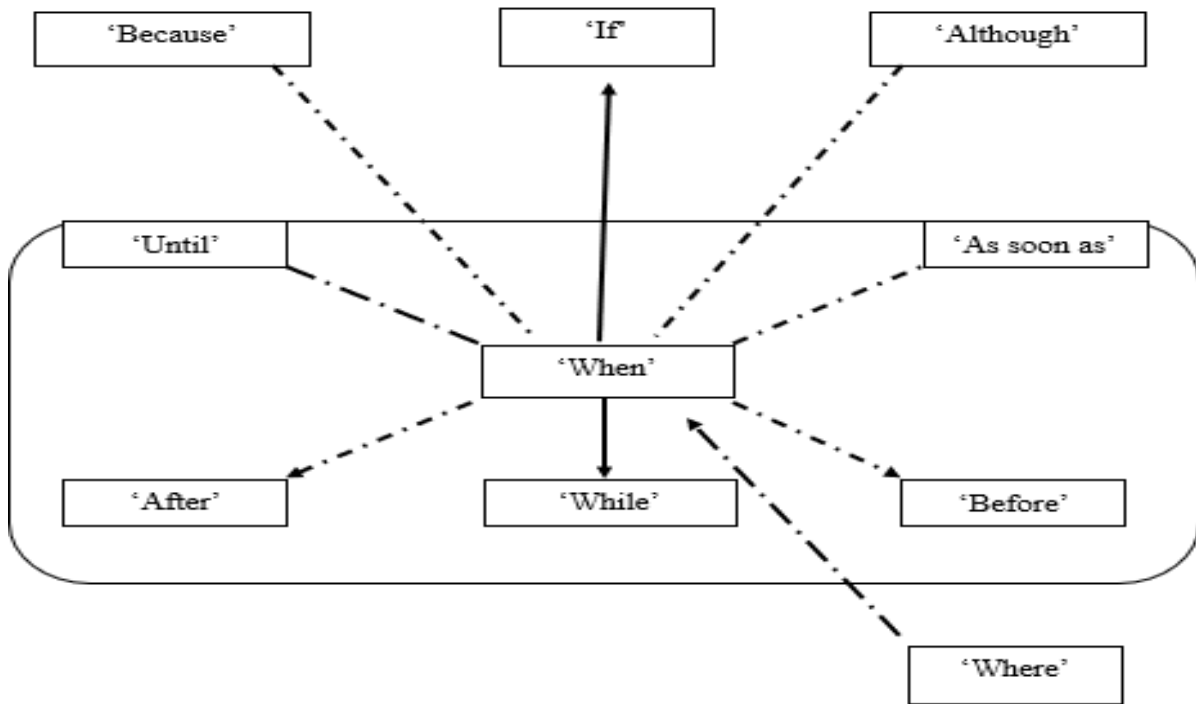 ‘Because’
‘If’
‘Although’
‘Until’
‘As soon as’
‘When’
‘After’
‘While’
‘Before’
‘Where’